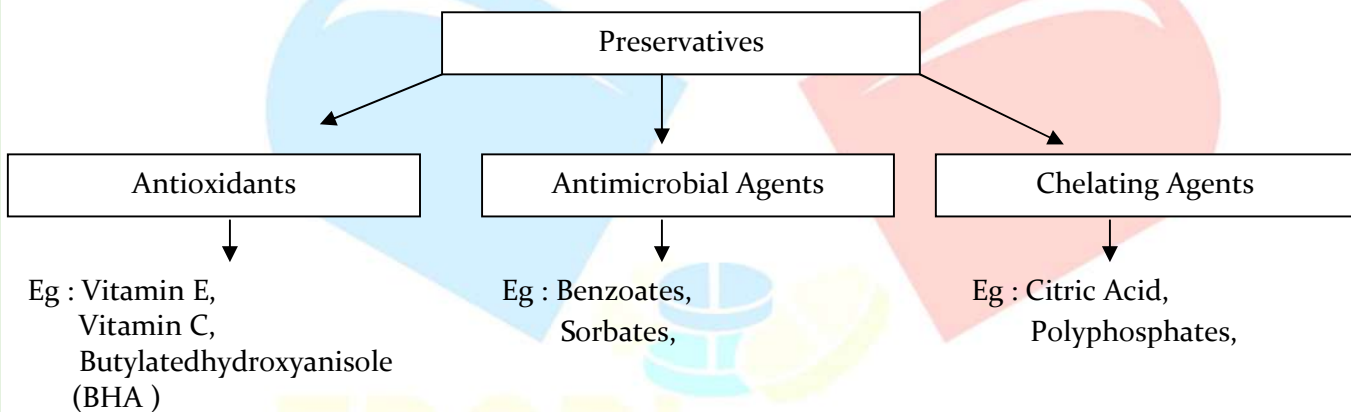 Preservatives
Antioxidants
Antimicrobial Agents
Chelating Agents
Eg : Vitamin E,
Vitamin C,
Butylatedhydroxyanisole
(BHA )
Eg : Benzoates,
Sorbates,
Eg : Citric Acid,
Polyphosphates,